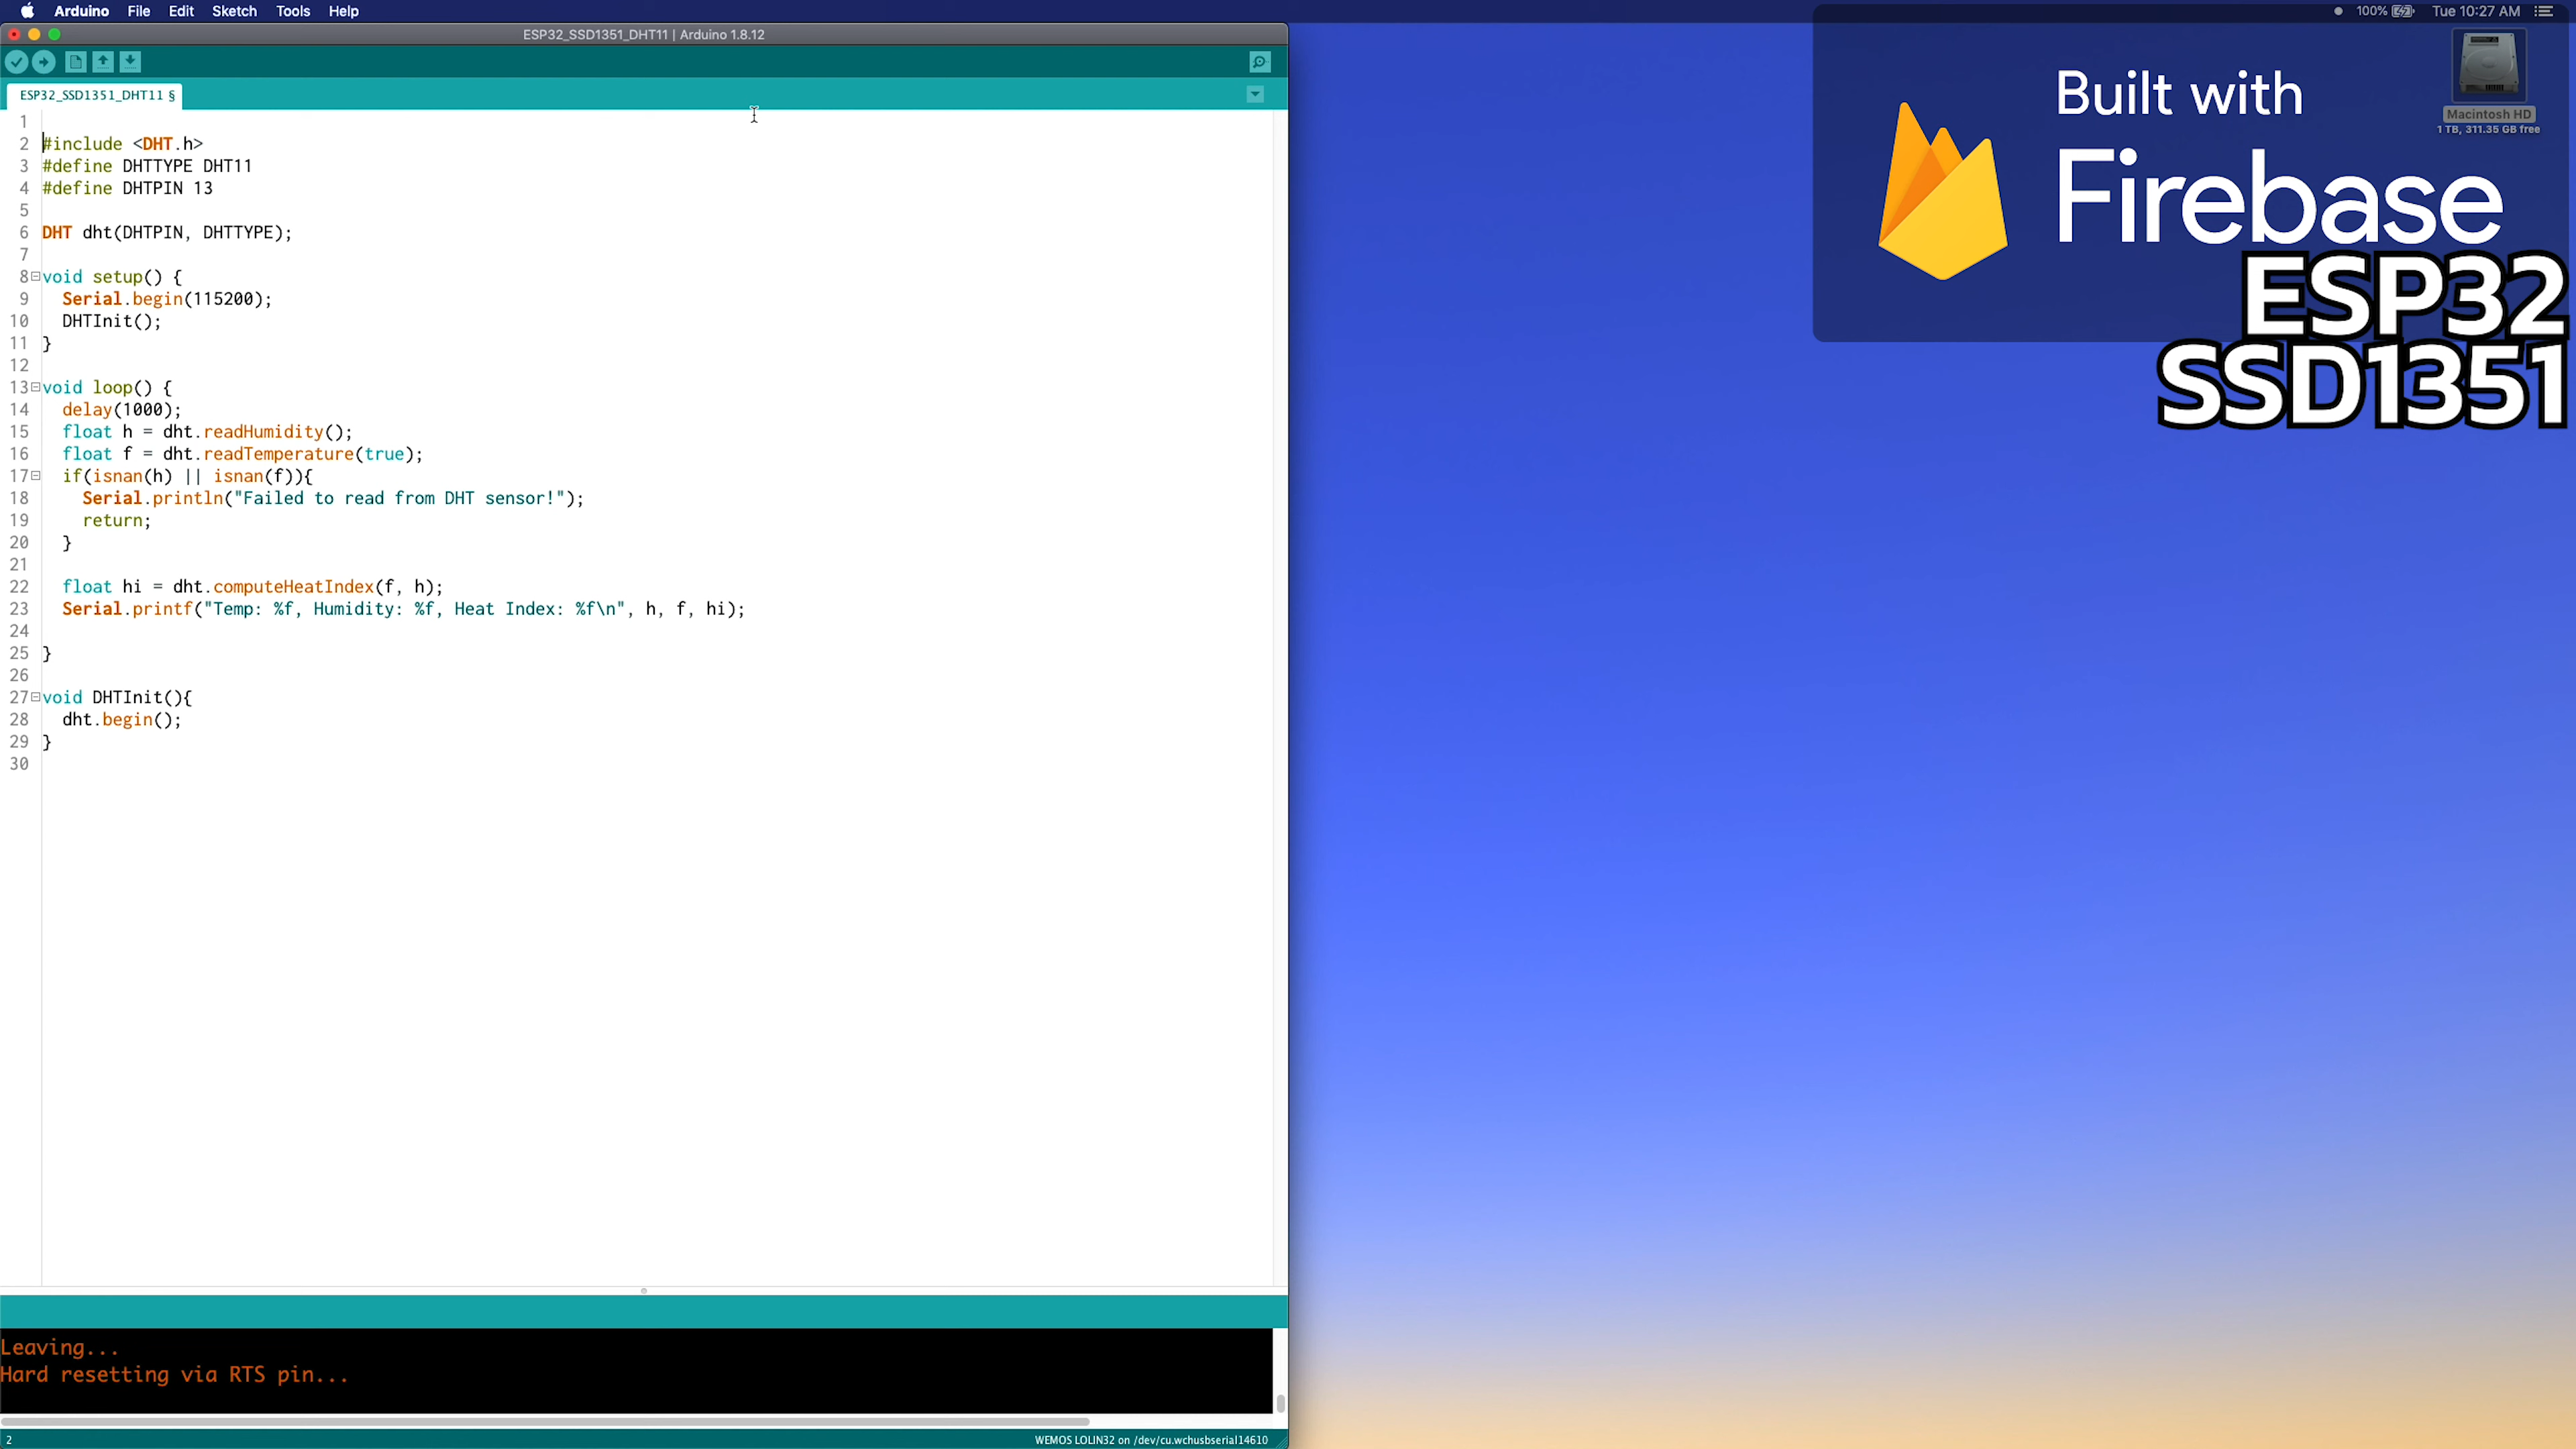 Arduino File Edit Sketch Tools Help
100% Tue 10:27 AM
ESP32_SSD1351_DHT11 | Arduino 1.8.12
ESP32_SSD1351_DHT11 §
1
2 #include <DHT.h>
3 #define DHTTYPE DHT11
4 #define DHTPIN 13
5
6 DHT dht(DHTPIN, DHTTYPE);
7
8 void setup() {
9 Serial.begin(115200);
10 DHTInit();
11 }
12
13 void loop() {
14 delay(1000);
15 float h = dht.readHumidity();
16 float f = dht.readTemperature(true);
17 if(isnan(h) || isnan(f)){
18 Serial.println("Failed to read from DHT sensor!");
19 return;
20 }
21
22 float hi = dht.computeHeatIndex(f, h);
23 Serial.printf("Temp: %f, Humidity: %f, Heat Index: %f\n", h, f, hi);
24
25 }
26
27 void DHTInit(){
28 dht.begin();
29 }
30
Leaving...
Hard resetting via RTS pin...
2
WEMOS LOLIN32 on /dev/cu.wchusbserial14610
Built with
Firebase
ESP32
SSD1351
Macintosh HD
1 TB, 311.35 GB free